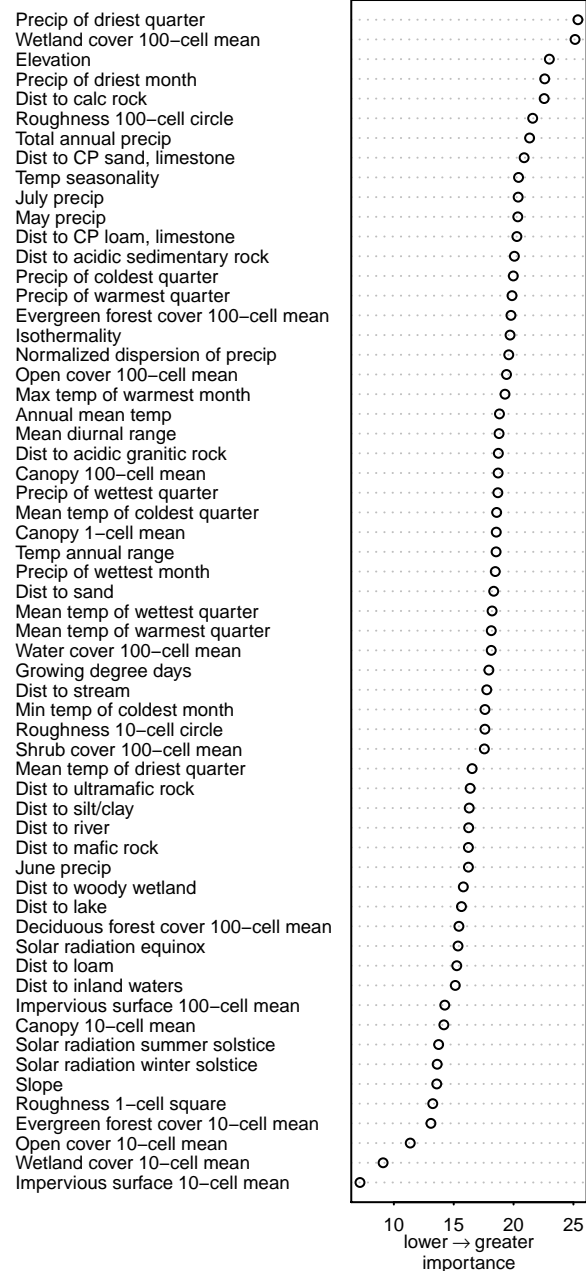 Precip of driest quarter
Wetland cover 100−cell mean
Elevation
Precip of driest month
Dist to calc rock
Roughness 100−cell circle
Total annual precip
Dist to CP sand, limestone
Temp seasonality
July precip
May precip
Dist to CP loam, limestone
Dist to acidic sedimentary rock
Precip of coldest quarter
Precip of warmest quarter
Evergreen forest cover 100−cell mean
Isothermality
Normalized dispersion of precip
Open cover 100−cell mean
Max temp of warmest month
Annual mean temp
Mean diurnal range
Dist to acidic granitic rock
Canopy 100−cell mean
Precip of wettest quarter
Mean temp of coldest quarter
Canopy 1−cell mean
Temp annual range
Precip of wettest month
Dist to sand
Mean temp of wettest quarter
Mean temp of warmest quarter
Water cover 100−cell mean
Growing degree days
Dist to stream
Min temp of coldest month
Roughness 10−cell circle
Shrub cover 100−cell mean
Mean temp of driest quarter
Dist to ultramafic rock
Dist to silt/clay
Dist to river
Dist to mafic rock
June precip
Dist to woody wetland
Dist to lake
Deciduous forest cover 100−cell mean
Solar radiation equinox
Dist to loam
Dist to inland waters
Impervious surface 100−cell mean
Canopy 10−cell mean
Solar radiation summer solstice
Solar radiation winter solstice
Slope
Roughness 1−cell square
Evergreen forest cover 10−cell mean
Open cover 10−cell mean
Wetland cover 10−cell mean
Impervious surface 10−cell mean
10 15 20 25
lower → greater
importance